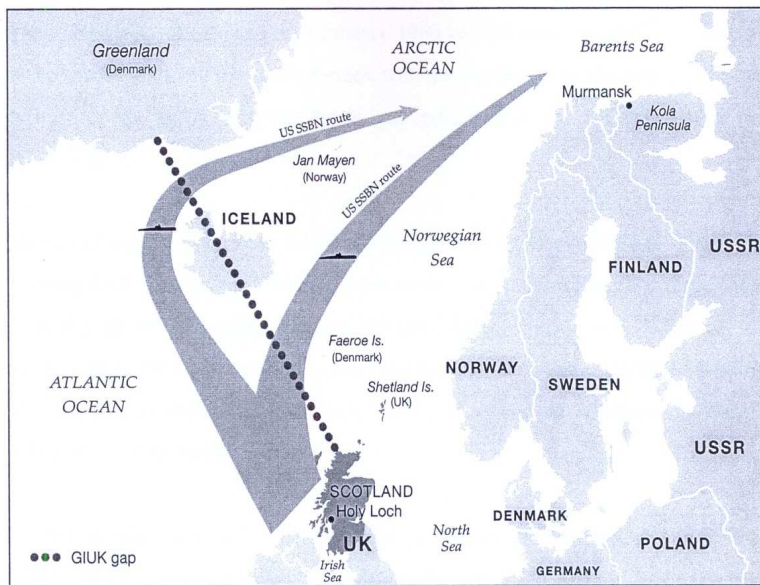 Greenland
(Denmark)
ARCTIC
OCEAN
Barents Sea
Murmansk
Kola
Peninsula
US SSBN route
Jan Mayen
(Norway)
US SSBN route
ICELAND
Norwegian
Sea
USSR
FINLAND
Faeroe Is.
(Denmark)
NORWAY
ATLANTIC
OCEAN
Shetland Is.
(UK)
SWEDEN
USSR
SCOTLAND
Holy Loch
DENMARK
North
Sea
UK
POLAND
GIUK gap
Irish
Sea
GERMANY